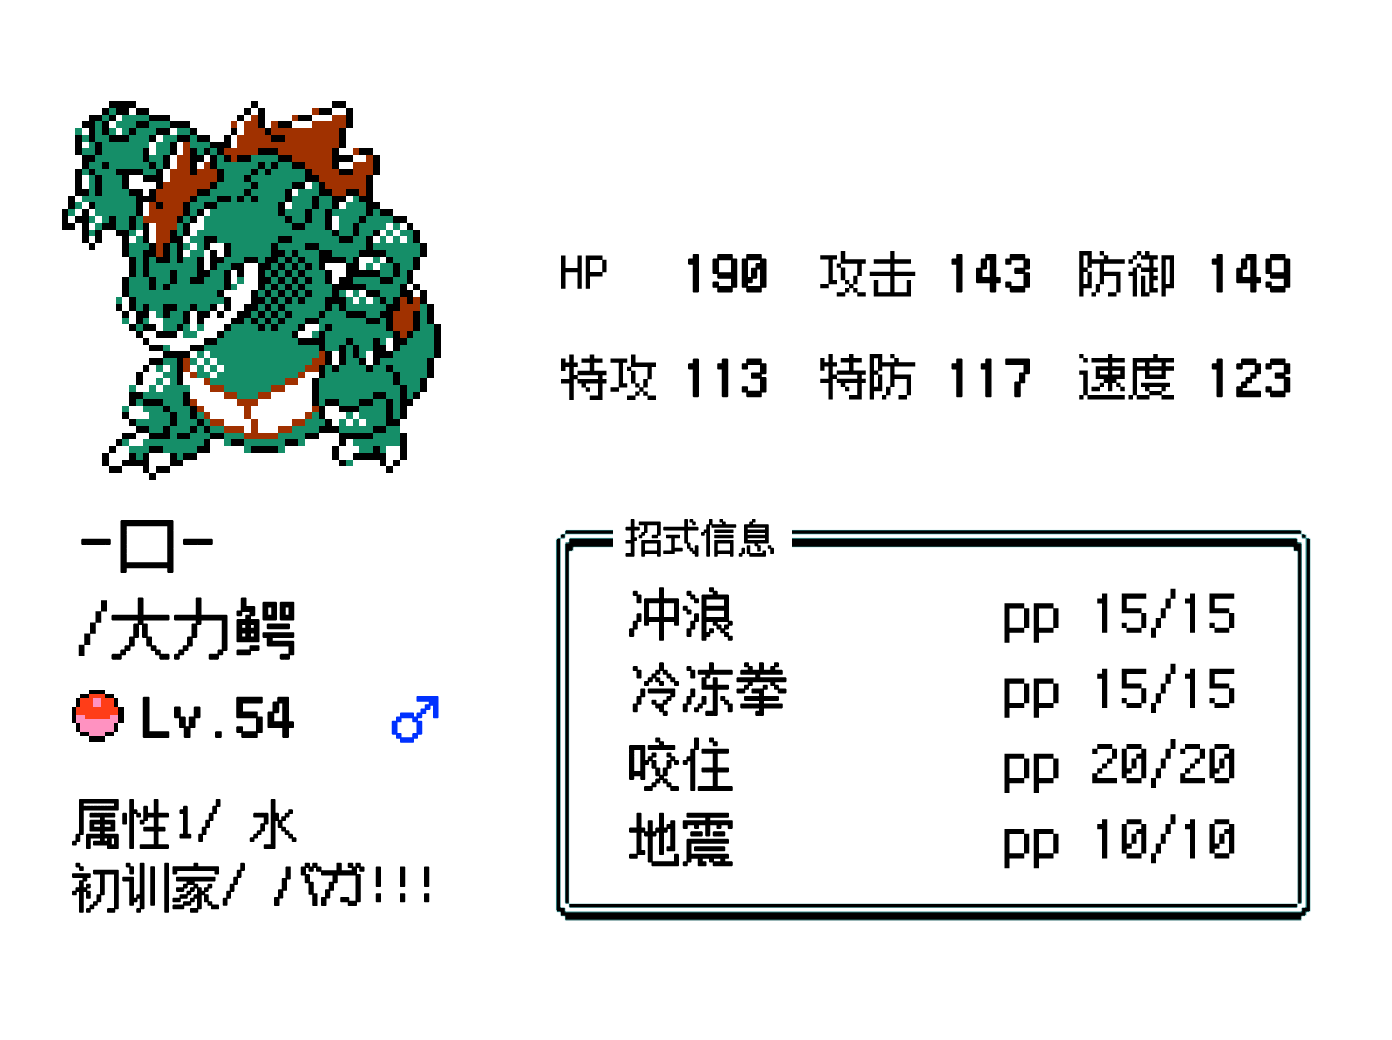 HP 190 攻击 143 防御 149
特攻 113 特防 117 速度 123
-口-
/大力鳄
Lv.54 ♂
属性1/ 水
初训家/ バガ!!!
招式信息
冲浪 pp 15/15
冷冻拳 pp 15/15
咬住 pp 20/20
地震 pp 10/10